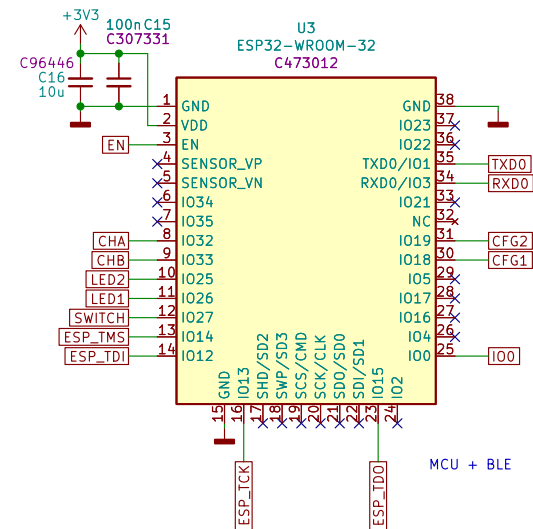 +3V3
100n C15
C307331
C96446
C16
10u
U3
ESP32-WROOM-32
C473012
1 GND
2 VDD
EN 3 EN
4 SENSOR_VP
5 SENSOR_VN
6 IO34
7 IO35
CHA 8 IO32
CHB 9 IO33
LED2 10 IO25
LED1 11 IO26
SWITCH 12 IO27
ESP_TMS 13 IO14
ESP_TDI 14 IO12
GND 38
IO23 37
IO22 36
TXD0/IO1 35 TXD0
RXD0/IO3 34 RXD0
IO21 33
NC 32
IO19 31 CFG2
IO18 30 CFG1
IO5 29
IO17 28
IO16 27
IO4 26
IO0 25 IO0
GND 15
IO13 16 ESP_TCK
SHD/SD2 17
SWP/SD3 18
SCS/CMD 19
SCK/CLK 20
SDO/SD0 21
SDI/SD1 22
IO15 23 ESP_TDO
IO2 24
MCU + BLE